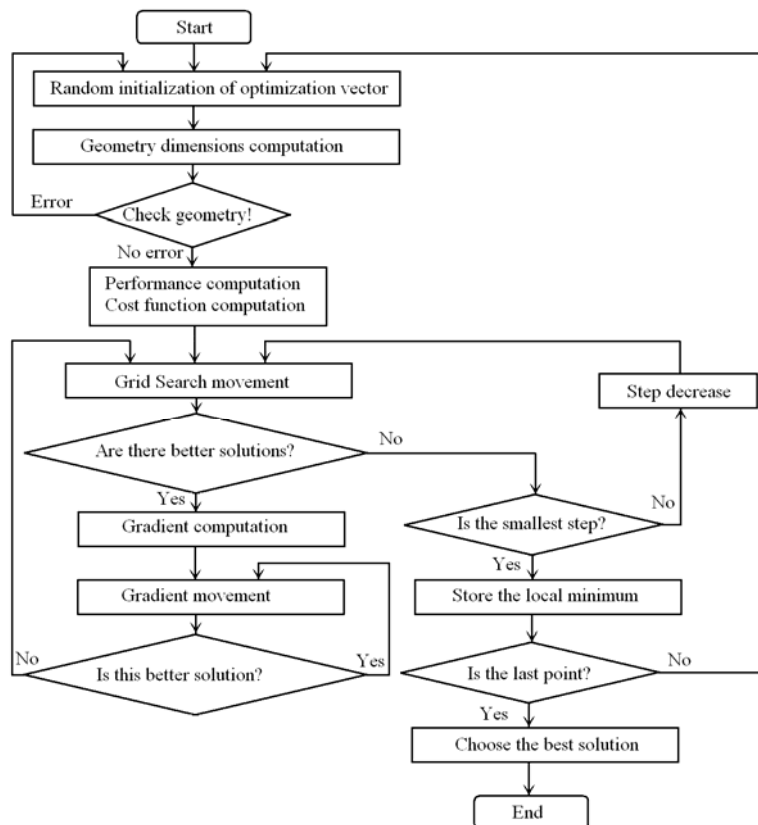 Start
Random initialization of optimization vector
Geometry dimensions computation
Error
Check geometry!
No error
Performance computation
Cost function computation
Grid Search movement
Step decrease
Are there better solutions?
No
Yes
Gradient computation
Is the smallest step?
No
Yes
Gradient movement
Store the local minimum
No
Is this better solution?
Yes
Is the last point?
No
Yes
Choose the best solution
End